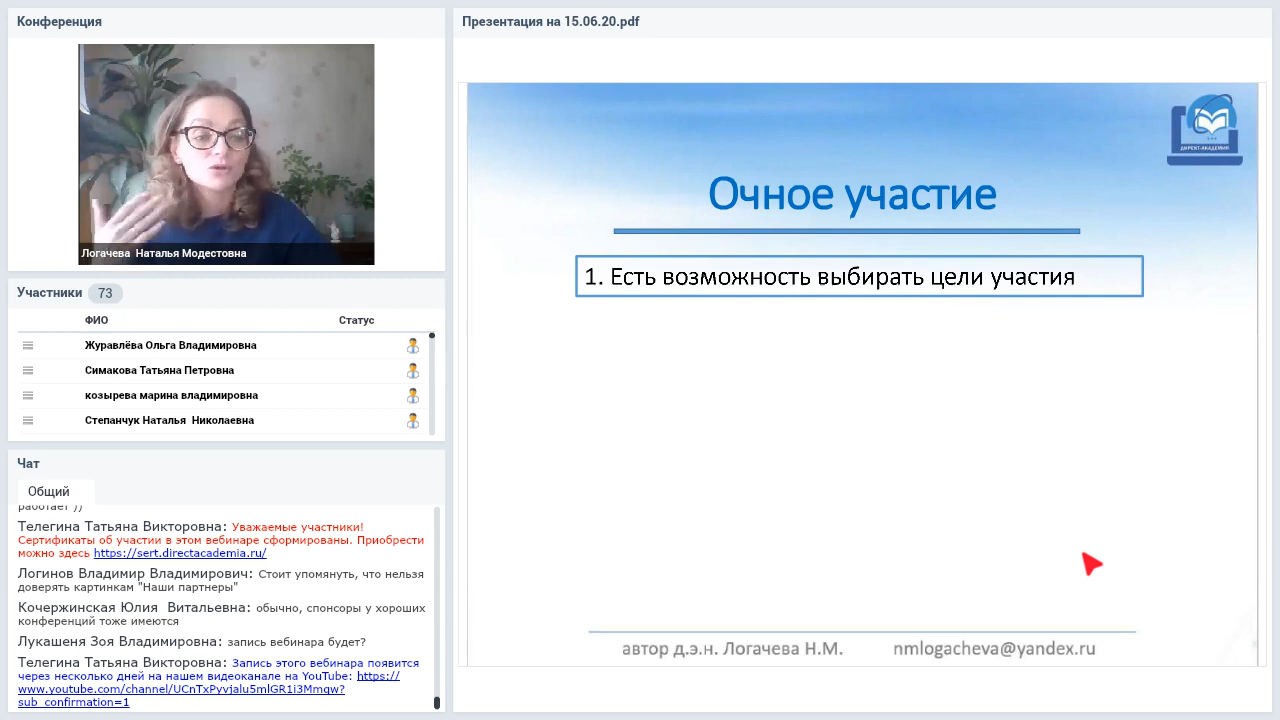 Конференция
Логачева  Наталья Модестовна
Участники 73
ФИО Статус
Журавлёва Ольга Владимировна
Симакова Татьяна Петровна
козырева марина владимировна
Степанчук Наталья  Николаевна
Чат
Общий
работает ))
Телегина Татьяна Викторовна: Уважаемые участники!
Сертификаты об участии в этом вебинаре сформированы. Приобрести
можно здесь https://sert.directacademia.ru/
Логинов Владимир Владимирович: Стоит упомянуть, что нельзя
доверять картинкам "Наши партнеры"
Кочержинская Юлия  Витальевна: обычно, спонсоры у хороших
конференций тоже имеются
Лукашеня Зоя Владимировна: запись вебинара будет?
Телегина Татьяна Викторовна: Запись этого вебинара появится
через несколько дней на нашем видеоканале на YouTube: https://
www.youtube.com/channel/UCnTxPyvjalu5mlGR1i3Mmqw?
sub_confirmation=1
Презентация на 15.06.20.pdf
ДИРЕКТ-АКАДЕМИЯ
Очное участие
1. Есть возможность выбирать цели участия
автор д.э.н. Логачева Н.М. nmlogacheva@yandex.ru